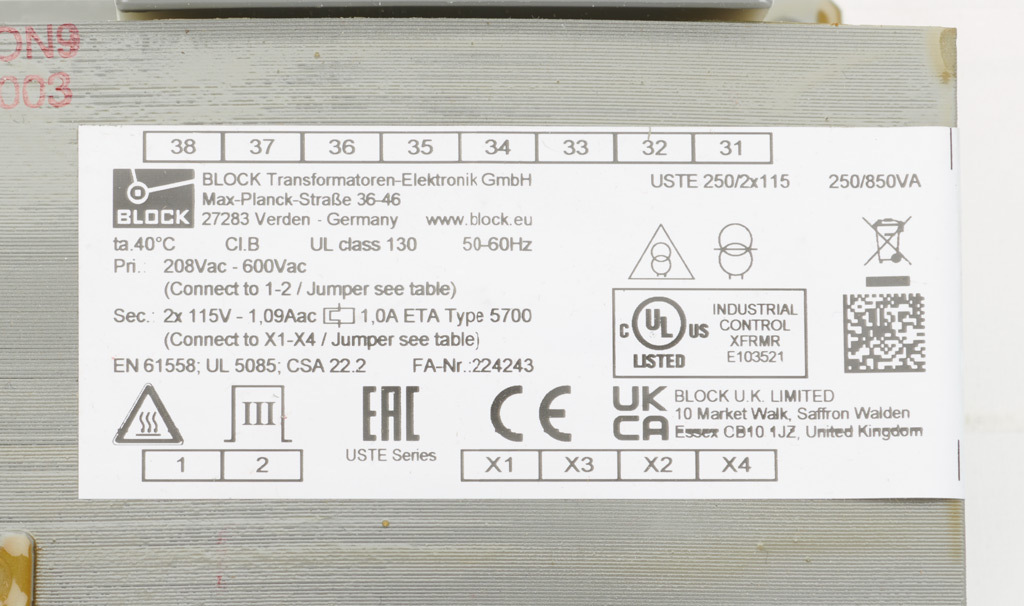 ON9
003
38 37 36 35 34 33 32 31
BLOCK
BLOCK Transformatoren-Elektronik GmbH
Max-Planck-Straße 36-46
27283 Verden - Germany www.block.eu
USTE 250/2x115 250/850VA
ta.40°C Cl.B UL class 130 50-60Hz
Pri.: 208Vac - 600Vac
(Connect to 1-2 / Jumper see table)
Sec.: 2x 115V - 1,09Aac 1,0A ETA Type 5700
(Connect to X1-X4 / Jumper see table)
EN 61558; UL 5085; CSA 22.2 FA-Nr.:224243
C UL US
LISTED
INDUSTRIAL
CONTROL
XFRMR
E103521
III
EAC
USTE Series
CE
UK
CA
BLOCK U.K. LIMITED
10 Market Walk, Saffron Walden
Essex CB10 1JZ, United Kingdom
1 2
X1 X3 X2 X4